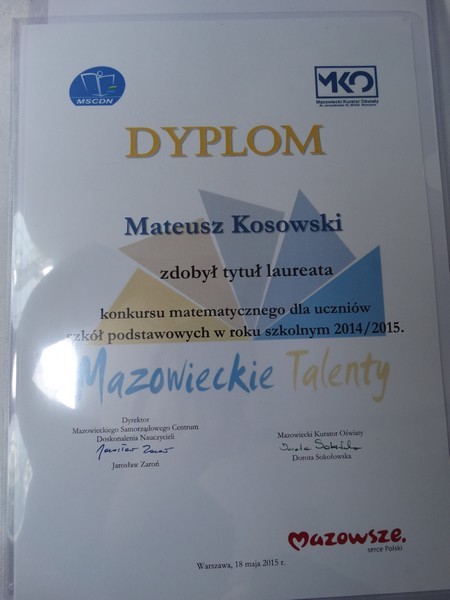 MSCDN
MKO
Mazowiecki Kurator Oświaty
DYPLOM
Mateusz Kosowski
zdobył tytuł laureata
konkursu matematycznego dla uczniów
szkół podstawowych w roku szkolnym 2014/2015.
Mazowieckie Talenty
Dyrektor
Mazowieckiego Samorządowego Centrum
Doskonalenia Nauczycieli
Jarosław Zaroń
Jarosław Zaroń
Mazowiecki Kurator Oświaty
Dorota Sokołowska
mazowsze.
serce Polski
Warszawa, 18 maja 2015 r.